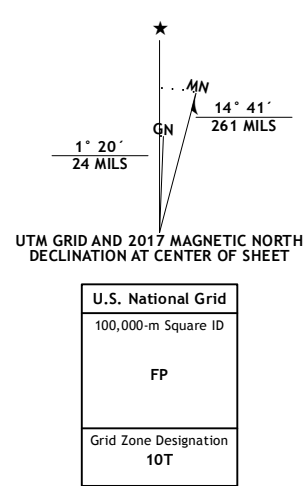 MN
14° 41´
261 MILS
GN
1° 20´
24 MILS
UTM GRID AND 2017 MAGNETIC NORTH
DECLINATION AT CENTER OF SHEET
U.S. National Grid
100,000-m Square ID
FP
Grid Zone Designation
10T